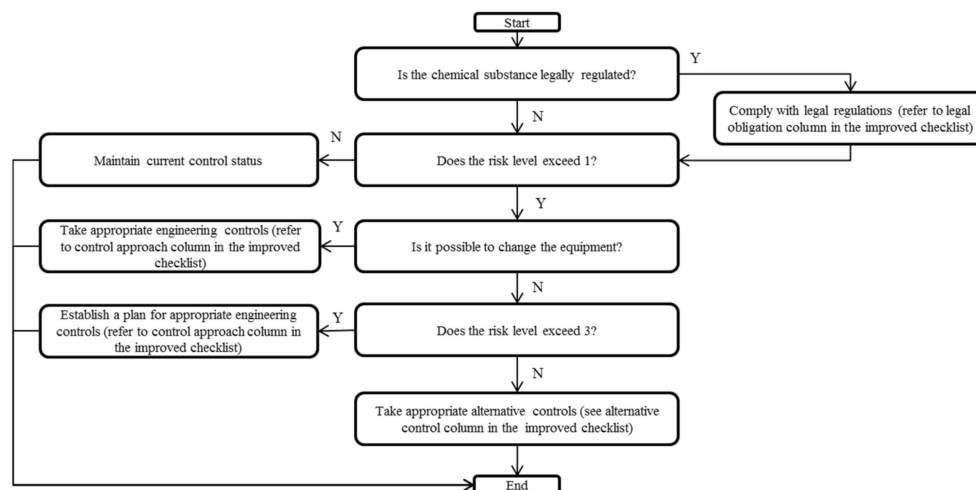 Start
Is the chemical substance legally regulated?
Y
Comply with legal regulations (refer to legal
obligation column in the improved checklist)
N
Does the risk level exceed 1?
N
Maintain current control status
Y
Is it possible to change the equipment?
Y
Take appropriate engineering controls (refer
to control approach column in the improved
checklist)
N
Does the risk level exceed 3?
Y
Establish a plan for appropriate engineering
controls (refer to control approach column in
the improved checklist)
N
Take appropriate alternative controls (see alternative
control column in the improved checklist)
End